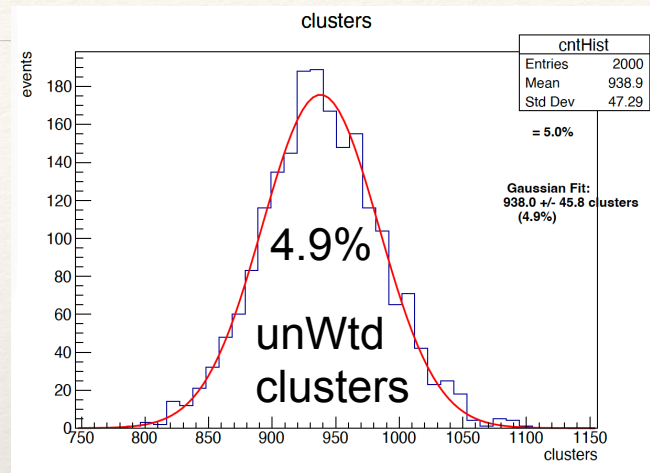 clusters
events
cntHist
Entries 2000
Mean 938.9
Std Dev 47.29
= 5.0%
Gaussian Fit:
938.0 +/- 45.8 clusters
(4.9%)
4.9%
unWtd
clusters
180
160
140
120
100
80
60
40
20
0
750 800 850 900 950 1000 1050 1100 1150
clusters